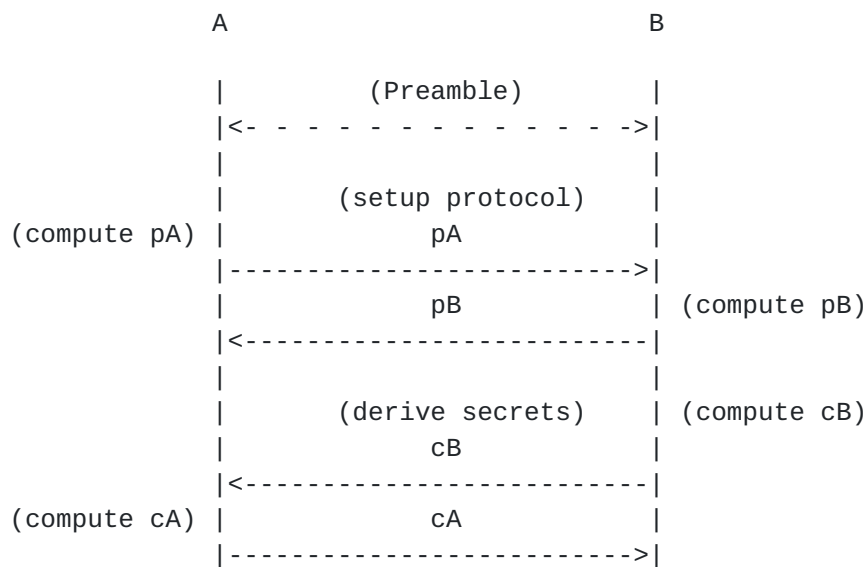 A B
(Preamble)
(setup protocol)
(compute pA) pA
pB (compute pB)
(derive secrets) (compute cB)
cB
(compute cA) cA